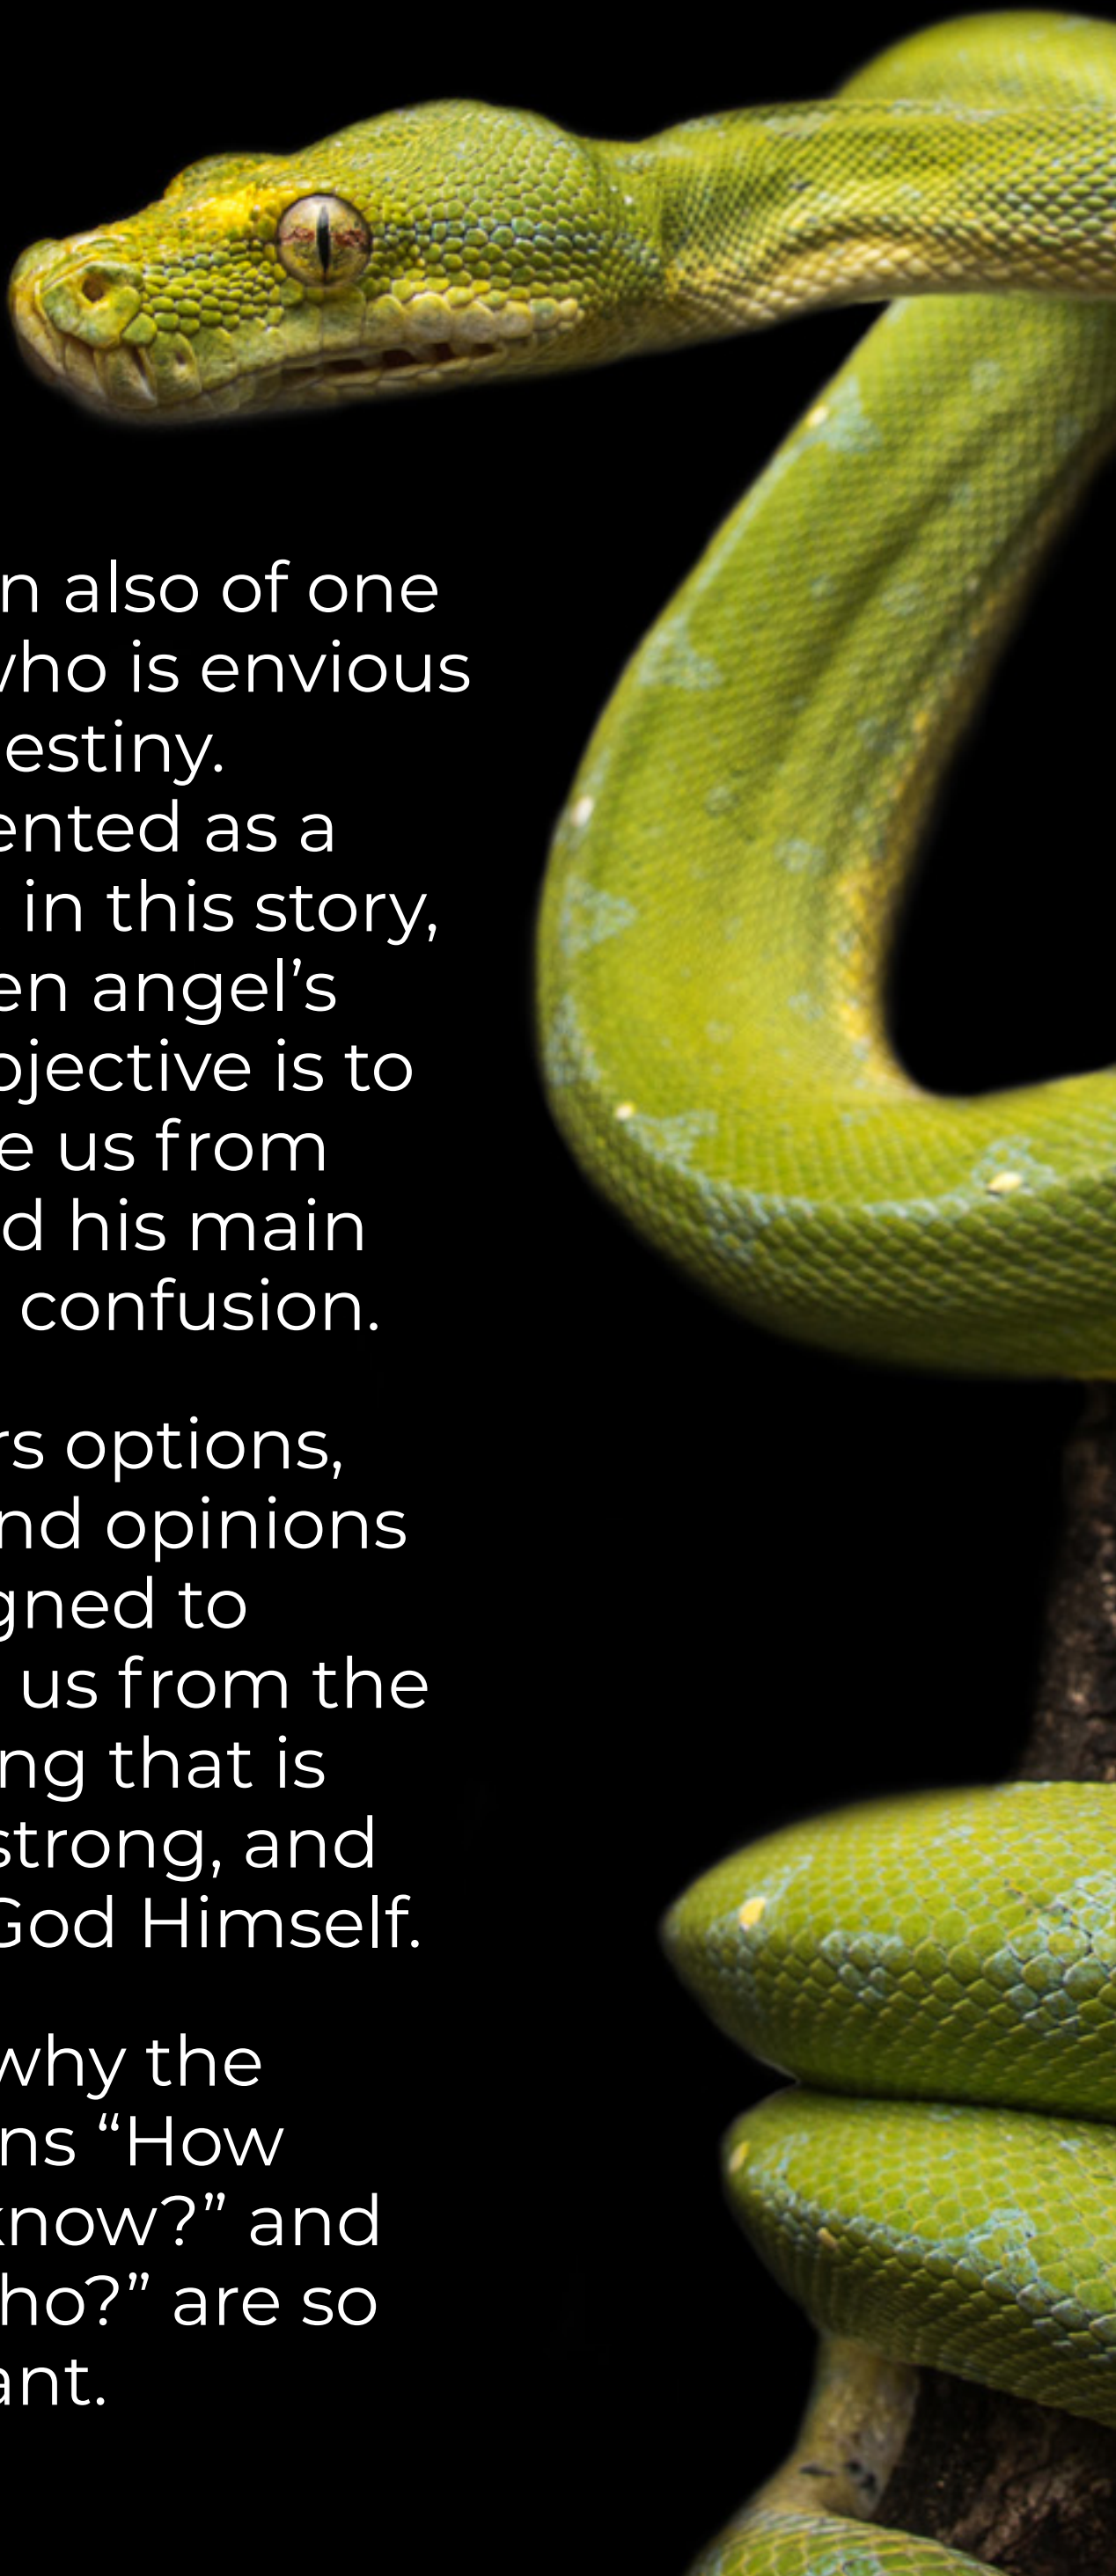 n also of one
who is envious
estiny.
ented as a
in this story,
en angel’s
bjective is to
e us from
d his main
confusion.
rs options,
nd opinions
gned to
us from the
ng that is
strong, and
God Himself.
why the
ns “How
know?” and
ho?” are so
ant.